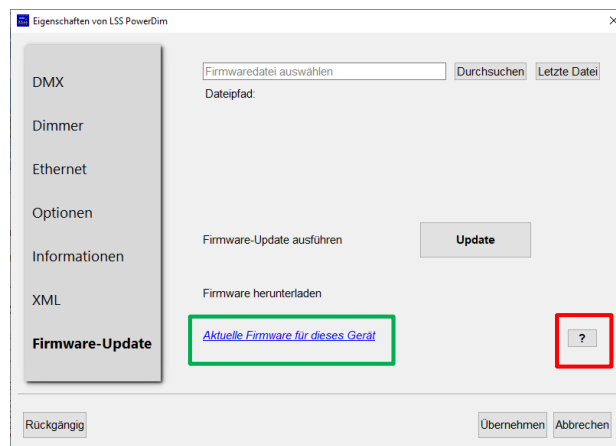 Eigenschaften von LSS PowerDim
DMX
Dimmer
Ethernet
Optionen
Informationen
XML
Firmware-Update
Firmwaredatei auswählen
Durchsuchen
Letzte Datei
Dateipfad:
Firmware-Update ausführen
Update
Firmware herunterladen
Aktuelle Firmware für dieses Gerät
?
Rückgängig
Übernehmen
Abbrechen